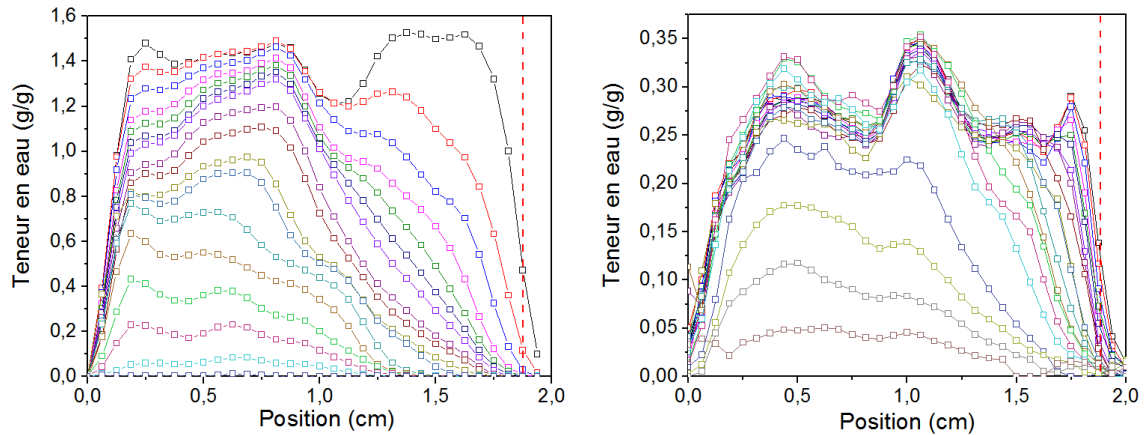 Teneur en eau (g/g)
1,6
1,4
1,2
1,0
0,8
0,6
0,4
0,2
0,0
0,0 0,5 1,0 1,5 2,0
Position (cm)
Teneur en eau (g/g)
0,35
0,30
0,25
0,20
0,15
0,10
0,05
0,00
0,0 0,5 1,0 1,5 2,0
Position (cm)